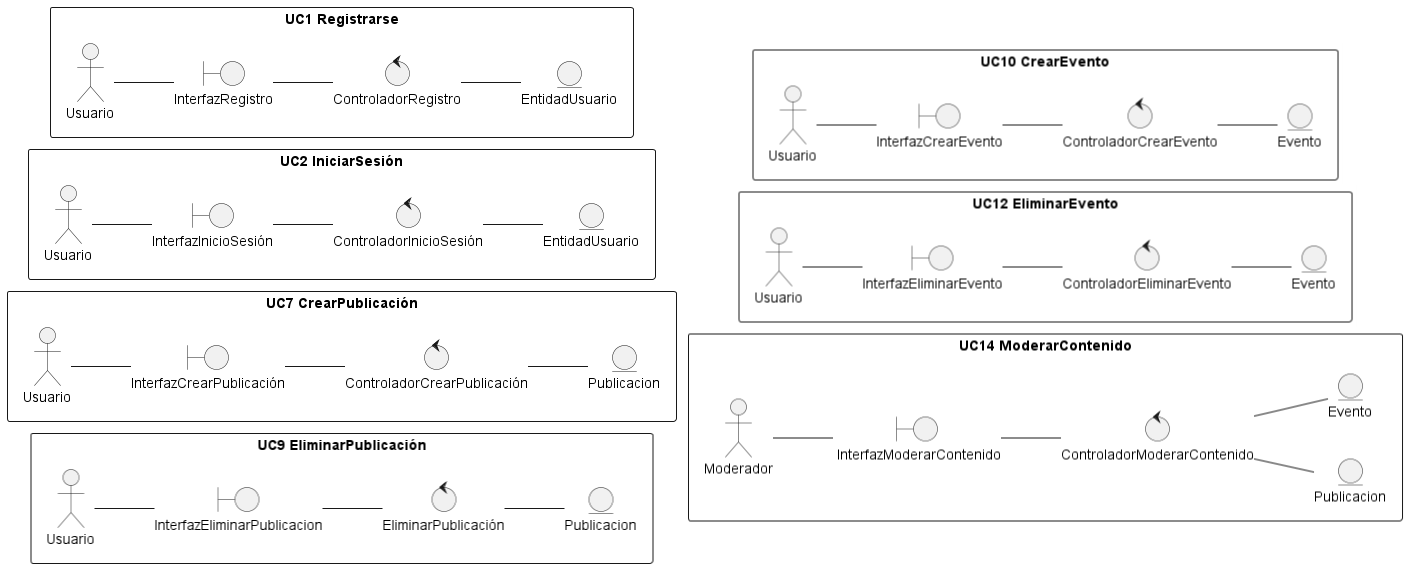 UC1 Registrarse
Usuario
InterfazRegistro
ControladorRegistro
EntidadUsuario
UC2 IniciarSesión
Usuario
InterfazInicioSesión
ControladorInicioSesión
EntidadUsuario
UC7 CrearPublicación
Usuario
InterfazCrearPublicación
ControladorCrearPublicación
Publicacion
UC9 EliminarPublicación
Usuario
InterfazEliminarPublicacion
EliminarPublicación
Publicacion
UC10 CrearEvento
Usuario
InterfazCrearEvento
ControladorCrearEvento
Evento
UC12 EliminarEvento
Usuario
InterfazEliminarEvento
ControladorEliminarEvento
Evento
UC14 ModerarContenido
Moderador
InterfazModerarContenido
ControladorModerarContenido
Evento
Publicacion